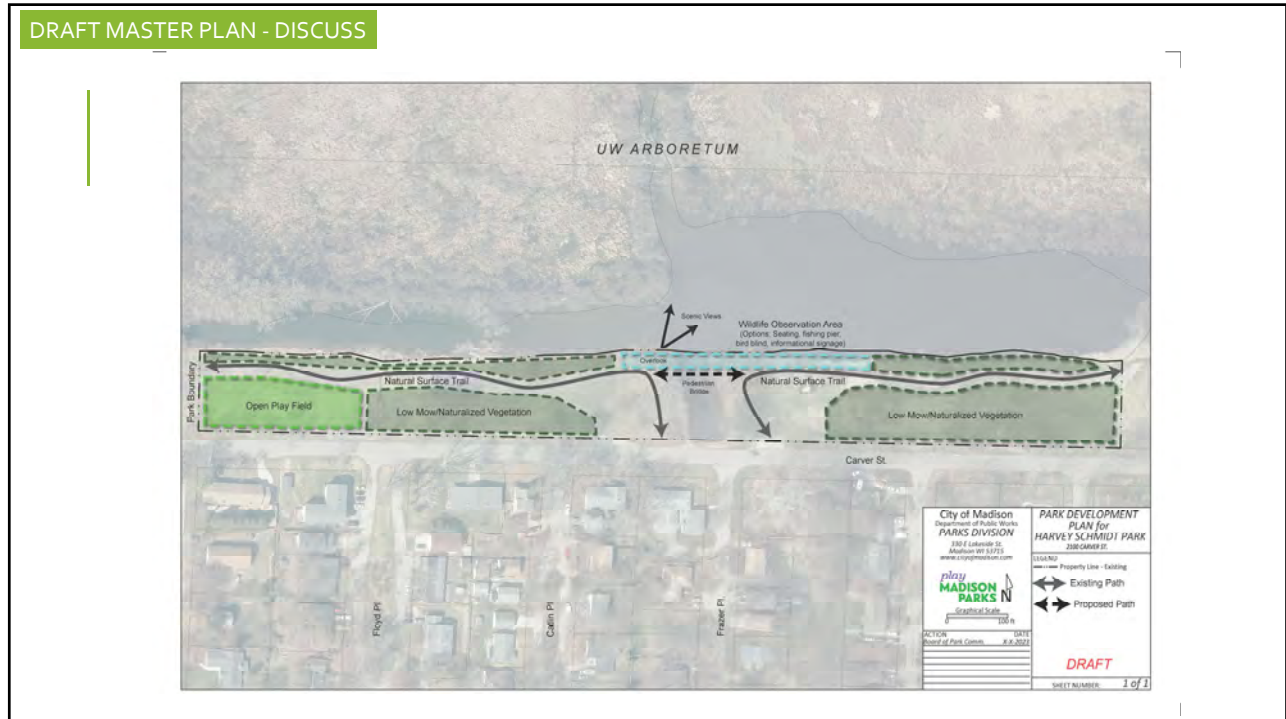 DRAFT MASTER PLAN - DISCUSS
UW ARBORETUM
Scenic Views
Wildlife Observation Area
(Options: Seating, fishing pier,
bird blind, informational signage)
Overlook
Park Boundary
Natural Surface Trail
Pedestrian
Bridge
Natural Surface Trail
Open Play Field
Low Mow/Naturalized Vegetation
Low Mow/Naturalized Vegetation
Carver St.
Floyd Pl
Catlin Pl
Frazer Pl
City of Madison
Department of Public Works
PARKS DIVISION
330 E Lakeside St.
Madison WI 53715
www.cityofmadison.com
play
MADISON
PARKS
N
Graphical Scale
0 100 ft
ACTION DATE
Board of Park Comm. X-X-2023
PARK DEVELOPMENT
PLAN for
HARVEY SCHMIDT PARK
2100 CARVER ST.
LEGEND
Property Line - Existing
Existing Path
Proposed Path
DRAFT
SHEET NUMBER: 1 of 1